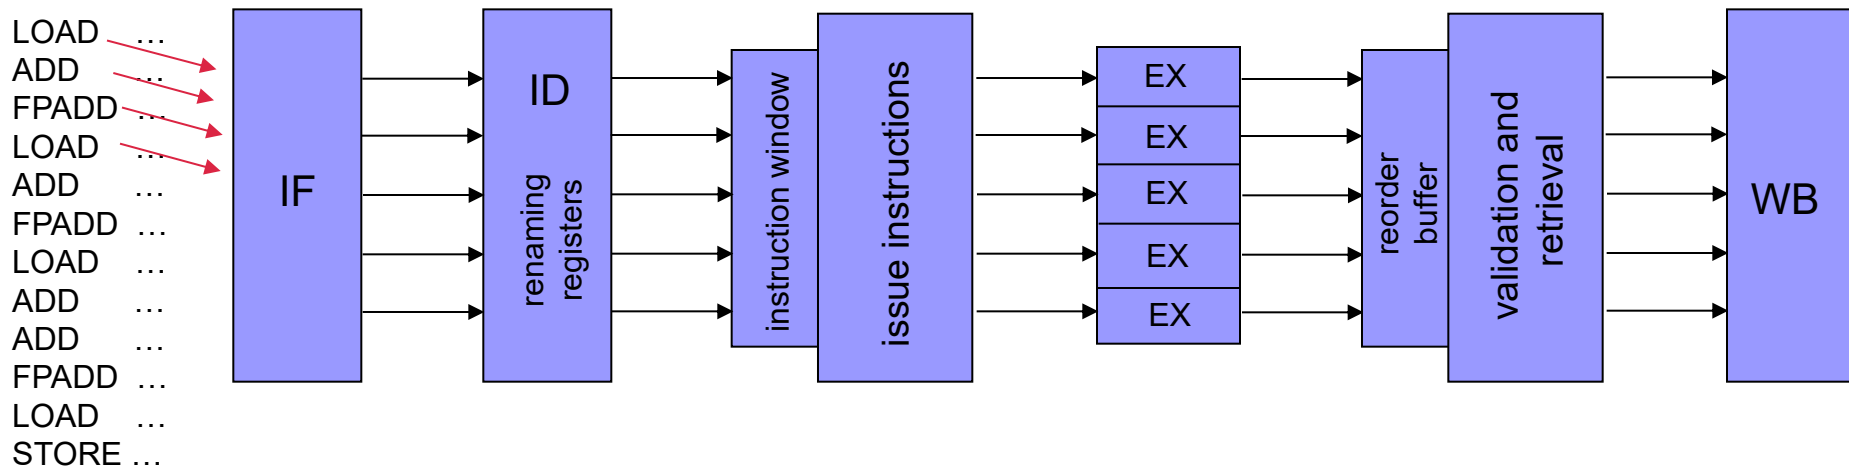 LOAD …
ADD …
FPADD …
LOAD …
ADD …
FPADD …
LOAD …
ADD …
ADD …
FPADD …
LOAD …
STORE …
IF
ID
renaming
registers
instruction window
issue instructions
EX
EX
EX
EX
EX
reorder
buffer
validation and
retrieval
WB